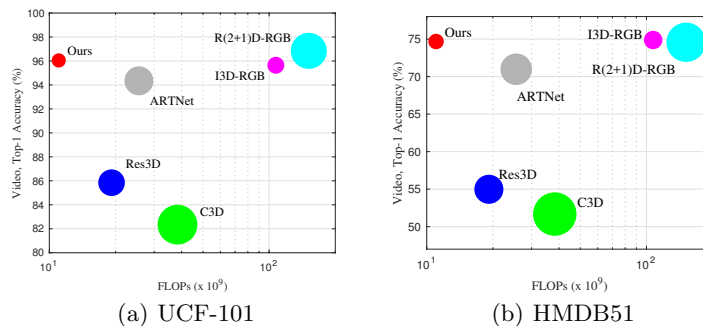 100
98
96
94
92
90
88
86
84
82
80
Video, Top-1 Accuracy (%)
Ours
R(2+1)D-RGB
I3D-RGB
ARTNet
Res3D
C3D
10^1
10^2
FLOPs (x 10^9)
(a) UCF-101
75
70
65
60
55
50
Video, Top-1 Accuracy (%)
Ours
I3D-RGB
R(2+1)D-RGB
ARTNet
Res3D
C3D
10^1
10^2
FLOPs (x 10^9)
(b) HMDB51